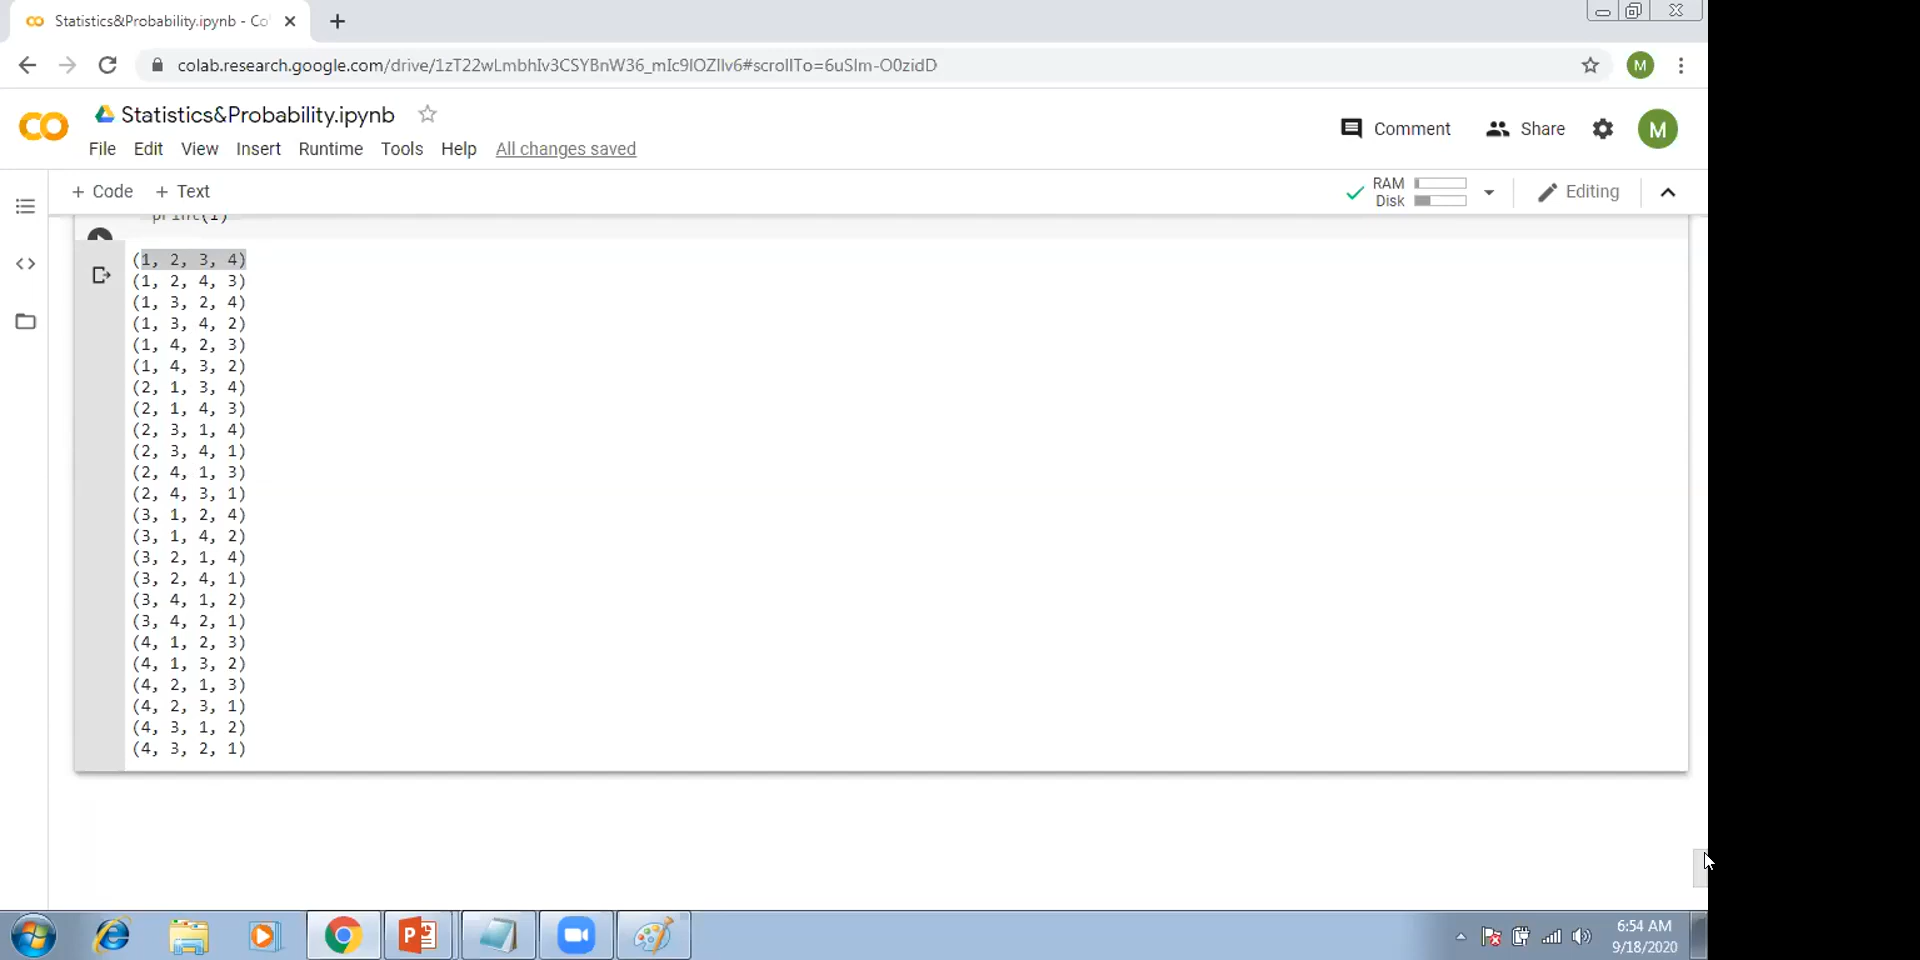 Statistics&Probability.ipynb - Co
colab.research.google.com/drive/1zT22wLmbhIv3CSYBnW36_mIc9lOZIlv6#scrollTo=6uSIm-O0zidD
M
Statistics&Probability.ipynb
Comment
Share
M
File Edit View Insert Runtime Tools Help All changes saved
+ Code + Text
RAM
Disk
Editing
print(i)
(1, 2, 3, 4)
(1, 2, 4, 3)
(1, 3, 2, 4)
(1, 3, 4, 2)
(1, 4, 2, 3)
(1, 4, 3, 2)
(2, 1, 3, 4)
(2, 1, 4, 3)
(2, 3, 1, 4)
(2, 3, 4, 1)
(2, 4, 1, 3)
(2, 4, 3, 1)
(3, 1, 2, 4)
(3, 1, 4, 2)
(3, 2, 1, 4)
(3, 2, 4, 1)
(3, 4, 1, 2)
(3, 4, 2, 1)
(4, 1, 2, 3)
(4, 1, 3, 2)
(4, 2, 1, 3)
(4, 2, 3, 1)
(4, 3, 1, 2)
(4, 3, 2, 1)
6:54 AM
9/18/2020